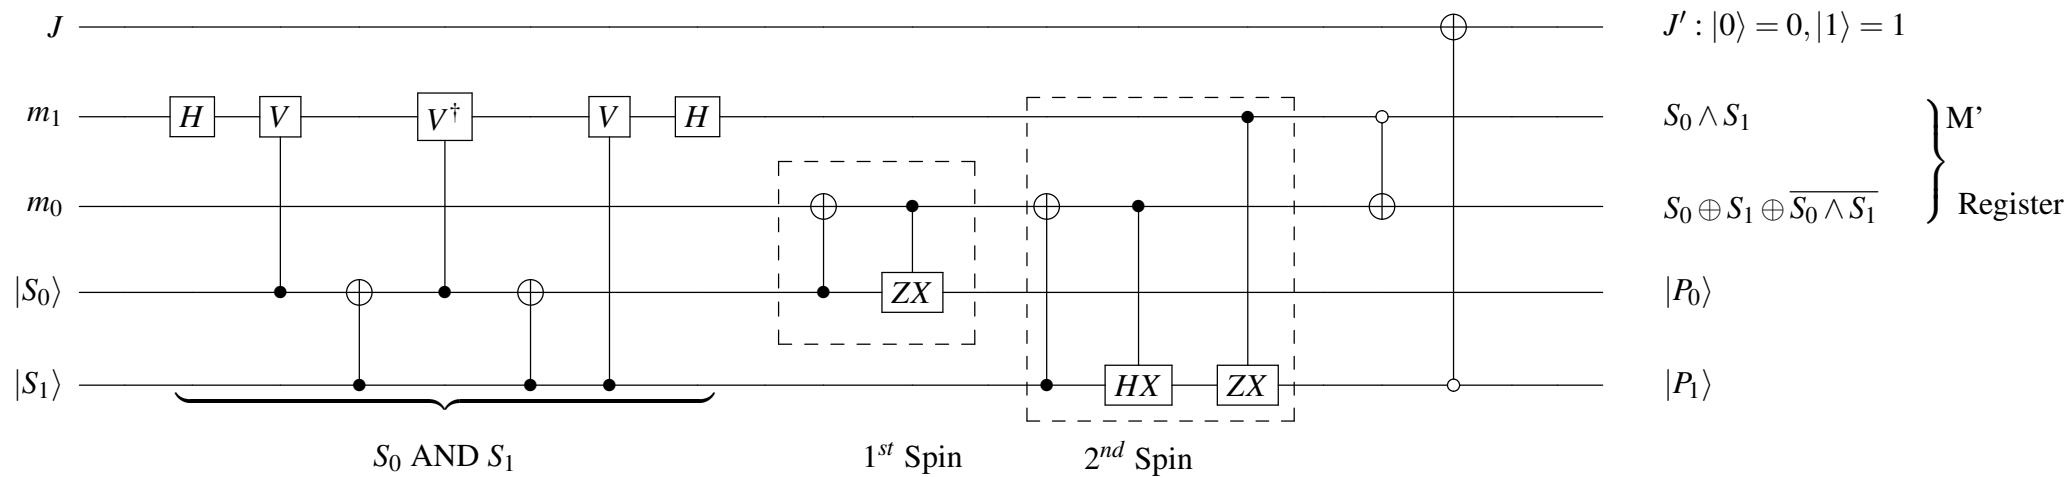 J J′ : |0⟩ = 0, |1⟩ = 1
m₁ H V V† V H S₀ ∧ S₁ M’
m₀ S₀ ⊕ S₁ ⊕ \overline{S₀ ∧ S₁} Register
|S₀⟩ ZX |P₀⟩
|S₁⟩ HX ZX |P₁⟩
S₀ AND S₁ 1ˢᵗ Spin 2ⁿᵈ Spin